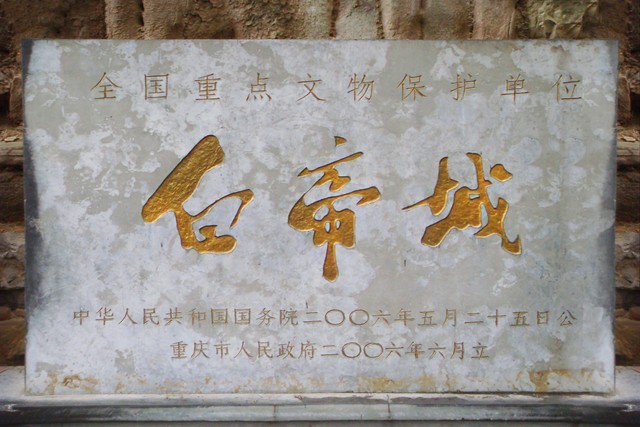 全国重点文物保护单位
白帝城
中华人民共和国国务院二〇〇六年五月二十五日公
重庆市人民政府二〇〇六年六月立